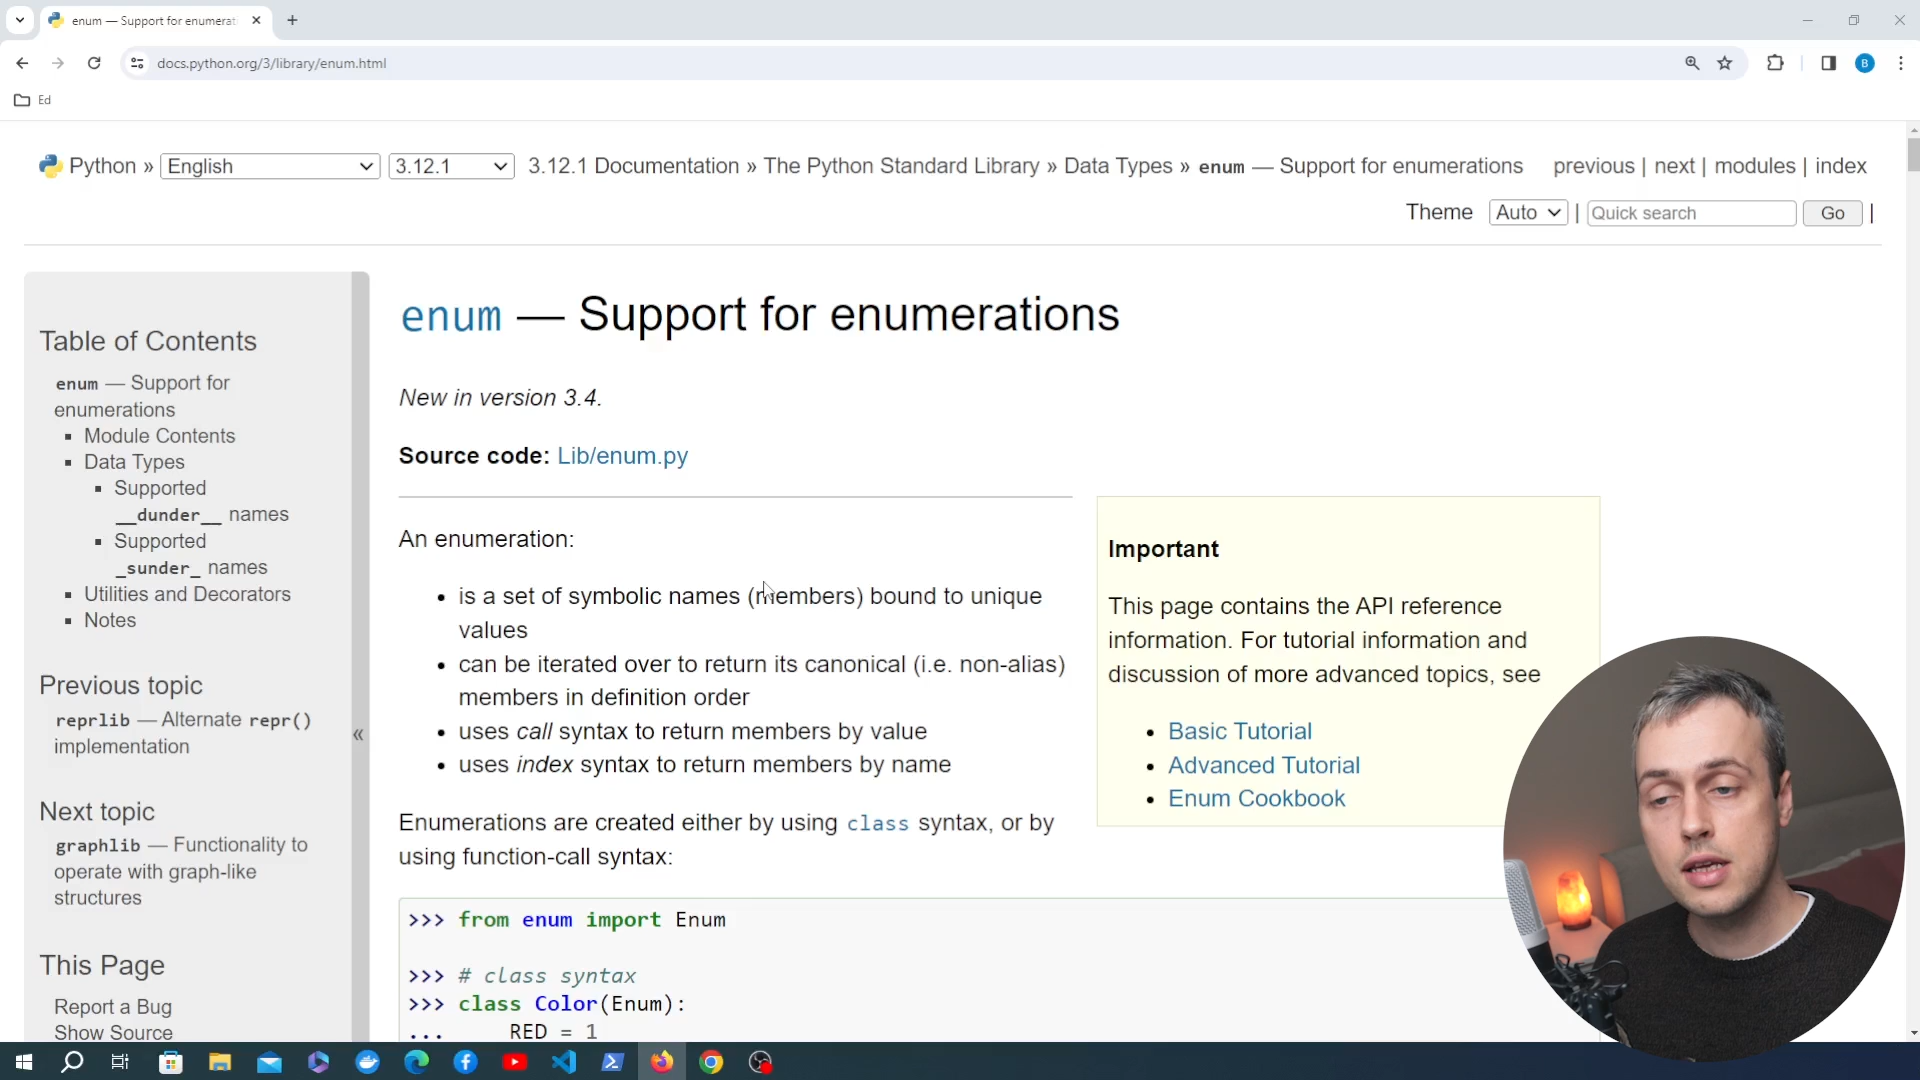 enum — Support for enumerat
docs.python.org/3/library/enum.html
B
Ed
Python » English 3.12.1 3.12.1 Documentation » The Python Standard Library » Data Types » enum — Support for enumerations previous | next | modules | index
Theme Auto | Quick search Go |
Table of Contents
enum — Support for
enumerations
Module Contents
Data Types
Supported
__dunder__ names
Supported
_sunder_ names
Utilities and Decorators
Notes
Previous topic
reprlib — Alternate repr()
implementation
Next topic
graphlib — Functionality to
operate with graph-like
structures
This Page
Report a Bug
Show Source
«
enum — Support for enumerations
New in version 3.4.
Source code: Lib/enum.py
An enumeration:
• is a set of symbolic names (members) bound to unique
values
• can be iterated over to return its canonical (i.e. non-alias)
members in definition order
• uses call syntax to return members by value
• uses index syntax to return members by name
Enumerations are created either by using class syntax, or by
using function-call syntax:
>>> from enum import Enum
>>> # class syntax
>>> class Color(Enum):
... RED = 1
Important
This page contains the API reference
information. For tutorial information and
discussion of more advanced topics, see
• Basic Tutorial
• Advanced Tutorial
• Enum Cookbook